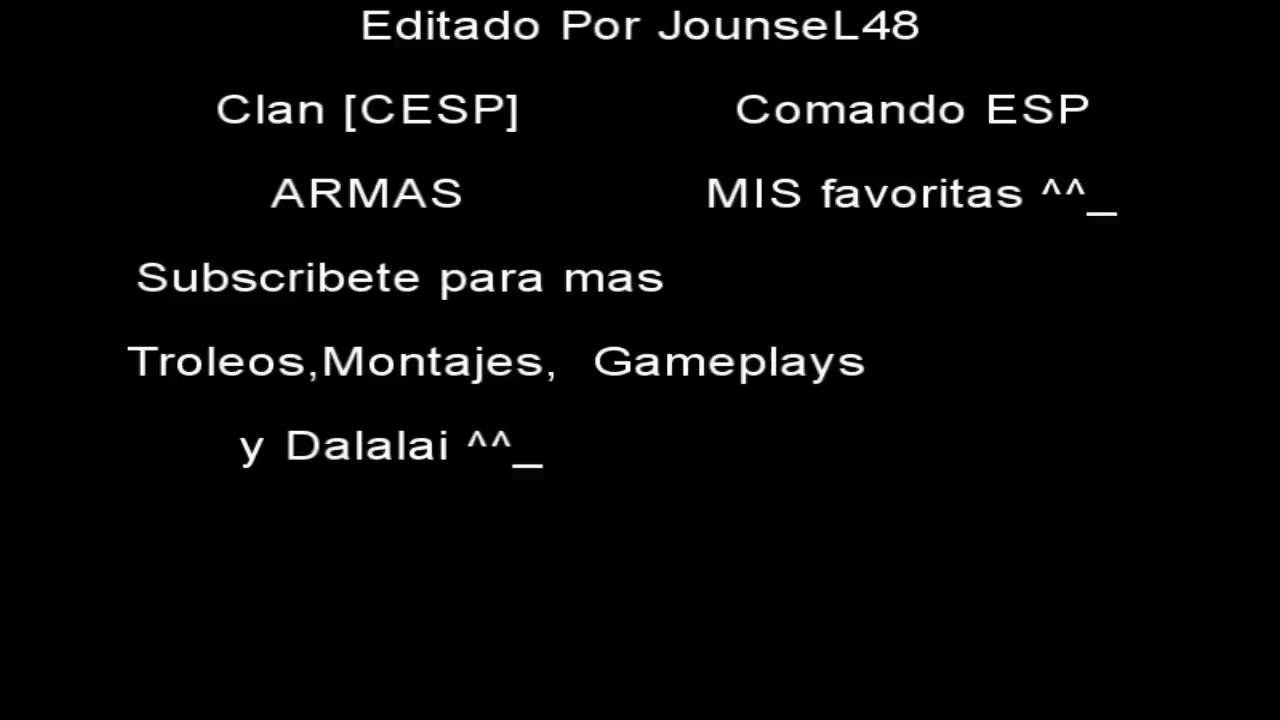 Editado Por JounseL48
Clan [CESP] Comando ESP
ARMAS MIS favoritas ^^_
Subscribete para mas
Troleos,Montajes, Gameplays
y Dalalai ^^_